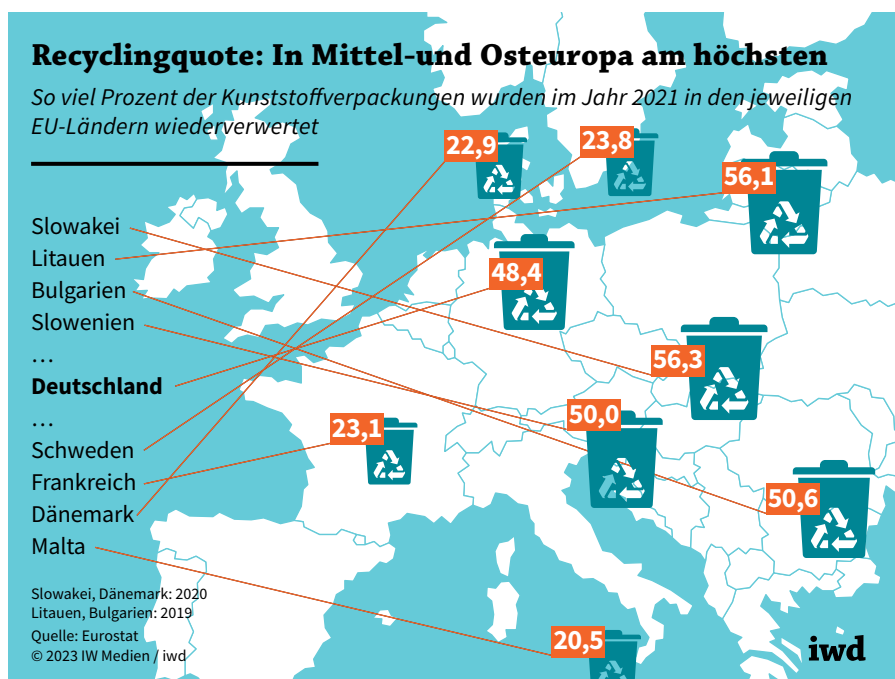 Recyclingquote: In Mittel-und Osteuropa am höchsten
So viel Prozent der Kunststoffverpackungen wurden im Jahr 2021 in den jeweiligen
EU-Ländern wiederverwertet
22,9
23,8
56,1
Slowakei
Litauen
Bulgarien
48,4
Slowenien
…
56,3
Deutschland
50,0
…
23,1
Schweden
Frankreich
50,6
Dänemark
Malta
Slowakei, Dänemark: 2020
Litauen, Bulgarien: 2019
Quelle: Eurostat
20,5
© 2023 IW Medien / iwd
iwd